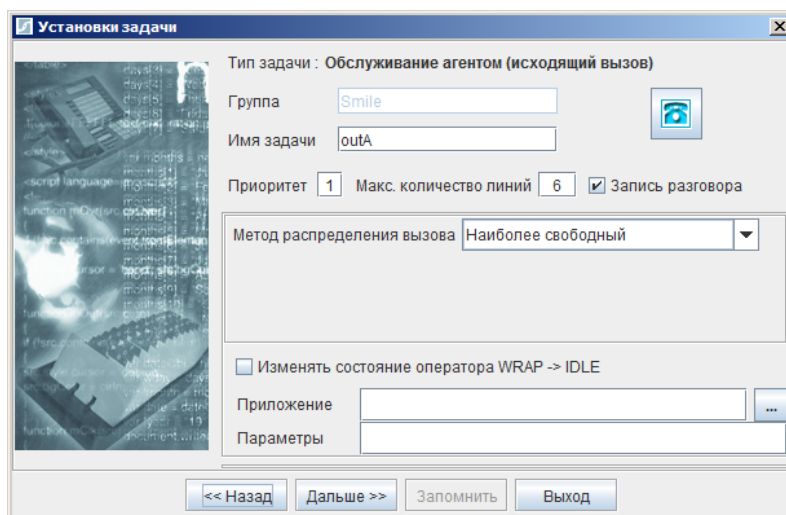 Установки задачи
Тип задачи : Обслуживание агентом (исходящий вызов)
Группа Smile
Имя задачи outA
Приоритет 1 Макс. количество линий 6 Запись разговора
Метод распределения вызова Наиболее свободный
Изменять состояние оператора WRAP -> IDLE
Приложение ...
Параметры
<< Назад Дальше >> Запомнить Выход